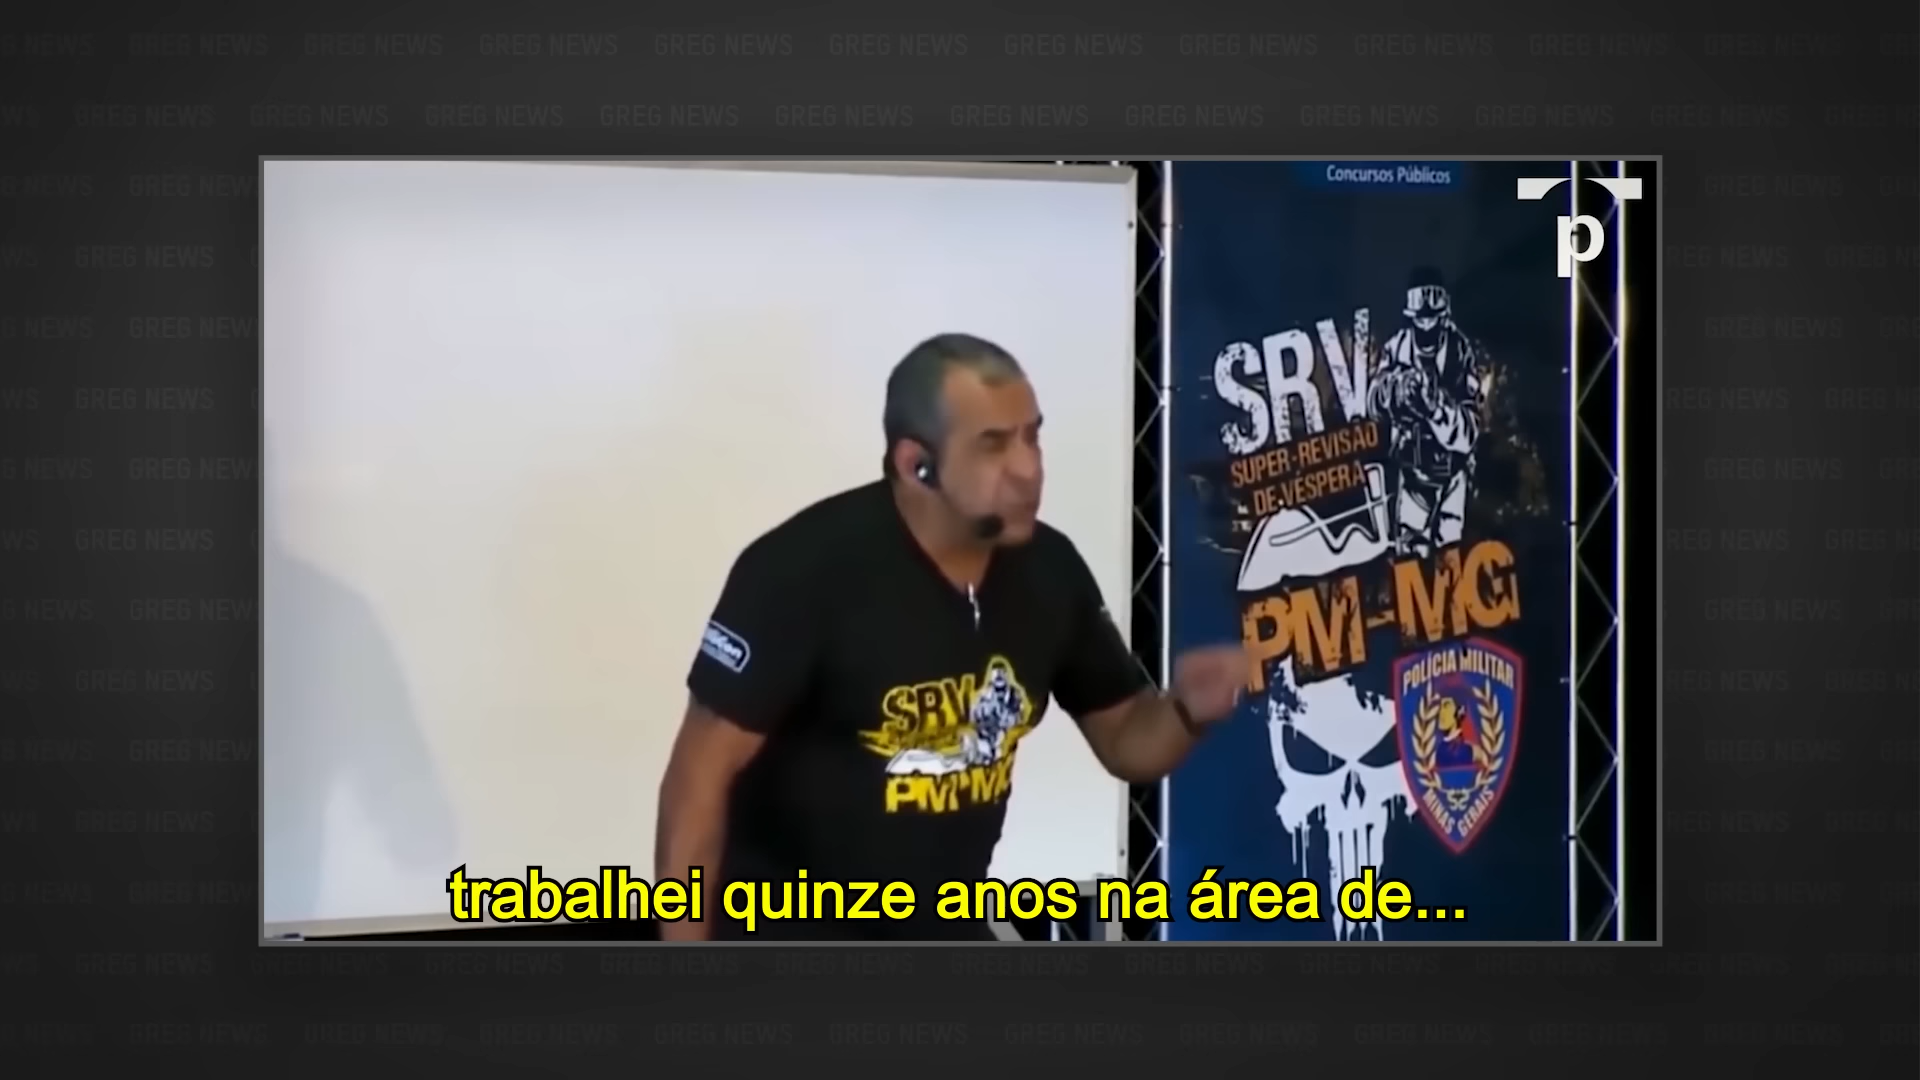 Concursos Públicos
p
SRV
SUPER-REVISÃO
DE VÉSPERA
PM-MG
POLÍCIA MILITAR
MINAS GERAIS
SRV
PM-MG
trabalhei quinze anos na área de...
GREG NEWS